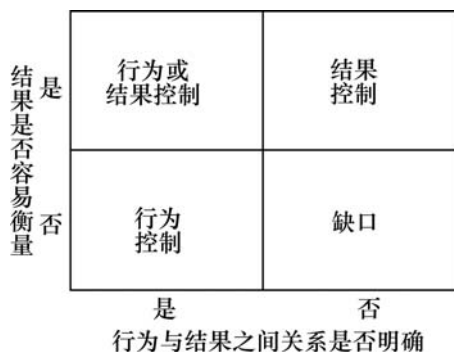 结果是否容易衡量
是
行为或
结果控制
结果
控制
否
行为
控制
缺口
是
否
行为与结果之间关系是否明确